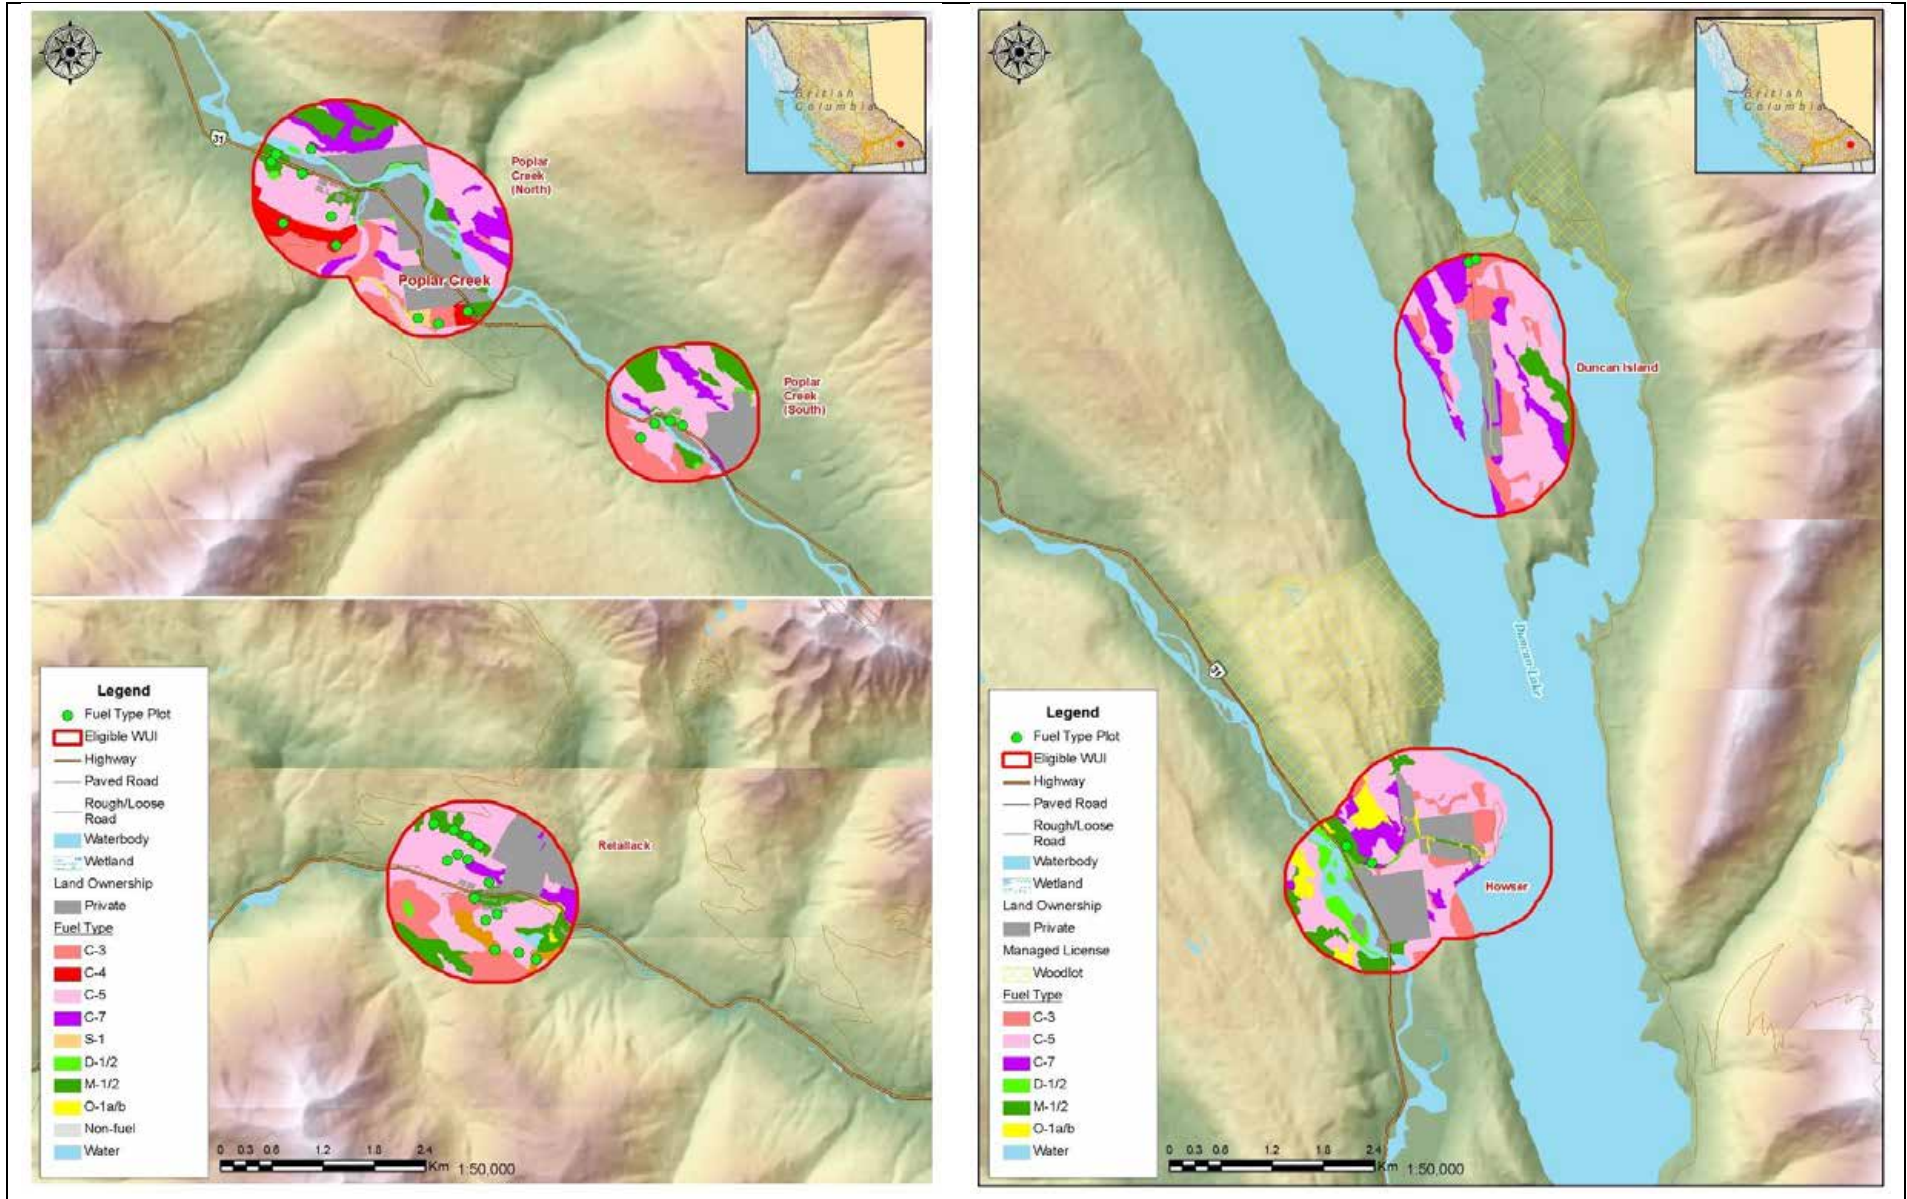 British
Columbia
31
Poplar
Creek
(North)
Poplar Creek
Poplar
Creek
(South)
Retallack
Legend
Fuel Type Plot
Eligible WUI
Highway
Paved Road
Rough/Loose
Road
Waterbody
Wetland
Land Ownership
Private
Fuel Type
C-3
C-4
C-5
C-7
S-1
D-1/2
M-1/2
O-1a/b
Non-fuel
Water
0 0.3 0.6 1.2 1.8 2.4
Km 1:50,000
British
Columbia
Duncan Island
Duncan Lake
31
Howser
Legend
Fuel Type Plot
Eligible WUI
Highway
Paved Road
Rough/Loose
Road
Waterbody
Wetland
Land Ownership
Private
Managed License
Woodlot
Fuel Type
C-3
C-5
C-7
D-1/2
M-1/2
O-1a/b
Water
0 0.3 0.6 1.2 1.8 2.4
Km 1:50,000